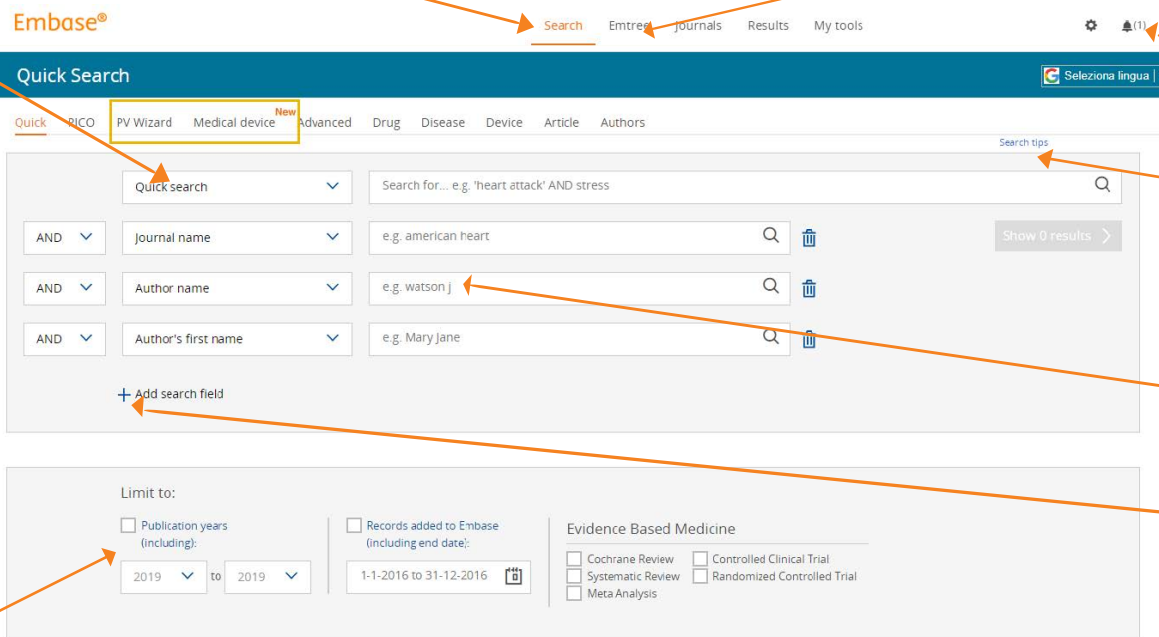 Embase®
Search Emtree Journals Results My tools
(1)
Quick Search
Seleziona lingua
New
Quick PICO PV Wizard Medical device Advanced Drug Disease Device Article Authors
Search tips
Quick search Search for... e.g. 'heart attack' AND stress
AND Journal name e.g. american heart Show 0 results
AND Author name e.g. watson j
AND Author's first name e.g. Mary Jane
+ Add search field
Limit to:
Publication years
(including):
2019 to 2019
Records added to Embase
(including end date):
1-1-2016 to 31-12-2016
Evidence Based Medicine
Cochrane Review Controlled Clinical Trial
Systematic Review Randomized Controlled Trial
Meta Analysis